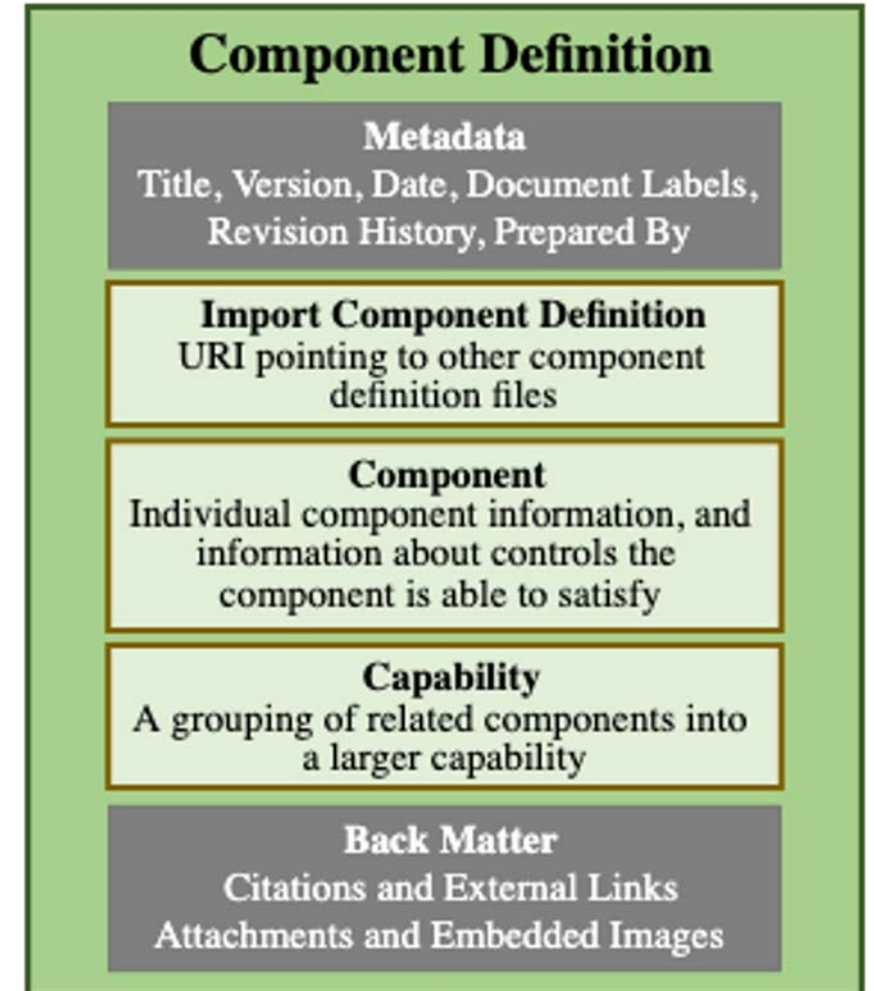 Component Definition
Metadata
Title, Version, Date, Document Labels,
Revision History, Prepared By
Import Component Definition
URI pointing to other component
definition files
Component
Individual component information, and
information about controls the
component is able to satisfy
Capability
A grouping of related components into
a larger capability
Back Matter
Citations and External Links
Attachments and Embedded Images